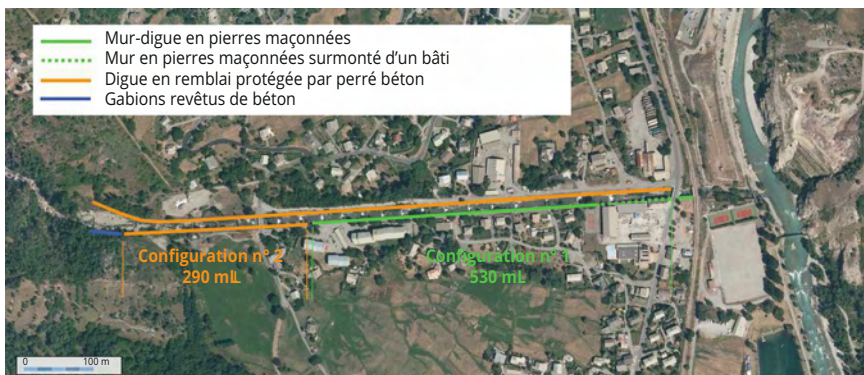 Mur-digue en pierres maçonnées
Mur en pierres maçonnées surmonté d'un bâti
Digue en remblai protégée par perré béton
Gabions revêtus de béton
Configuration n° 2
290 mL
Configuration n° 1
530 mL
0 100 m